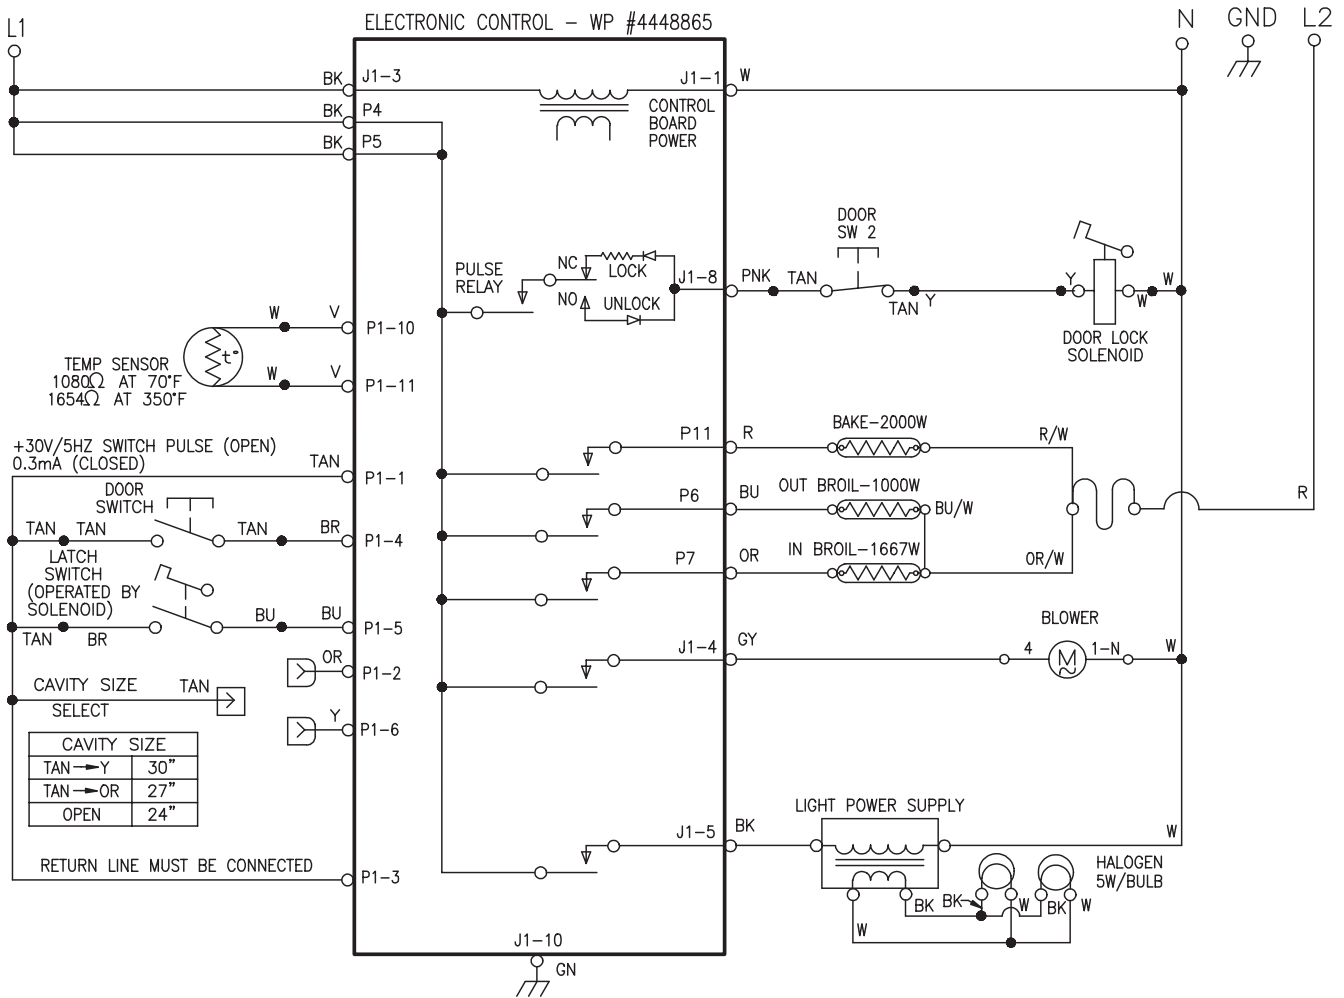 ELECTRONIC CONTROL - WP #4448865
L1
N
GND
L2
BK
J1-3
J1-1
W
BK
P4
CONTROL
BOARD
POWER
BK
P5
DOOR
SW 2
PULSE
RELAY
NC
LOCK
NO
UNLOCK
J1-8
PNK
TAN
TAN
Y
Y
W
W
DOOR LOCK
SOLENOID
W
V
P1-10
t°
TEMP SENSOR
1080Ω AT 70°F
1654Ω AT 350°F
W
V
P1-11
+30V/5HZ SWITCH PULSE (OPEN)
0.3mA (CLOSED)
TAN
P1-1
P11
R
BAKE-2000W
R/W
DOOR
SWITCH
TAN
TAN
TAN
BR
P1-4
P6
BU
OUT BROIL-1000W
BU/W
R
LATCH
SWITCH
(OPERATED BY
SOLENOID)
P7
OR
IN BROIL-1667W
OR/W
TAN
BR
BU
BU
P1-5
J1-4
GY
BLOWER
4
M
1-N
W
OR
P1-2
CAVITY SIZE
SELECT
TAN
Y
P1-6
CAVITY SIZE
TAN→Y 30"
TAN→OR 27"
OPEN 24"
J1-5
BK
LIGHT POWER SUPPLY
W
RETURN LINE MUST BE CONNECTED
P1-3
HALOGEN
5W/BULB
BK
BK
W
BK
W
W
J1-10
GN